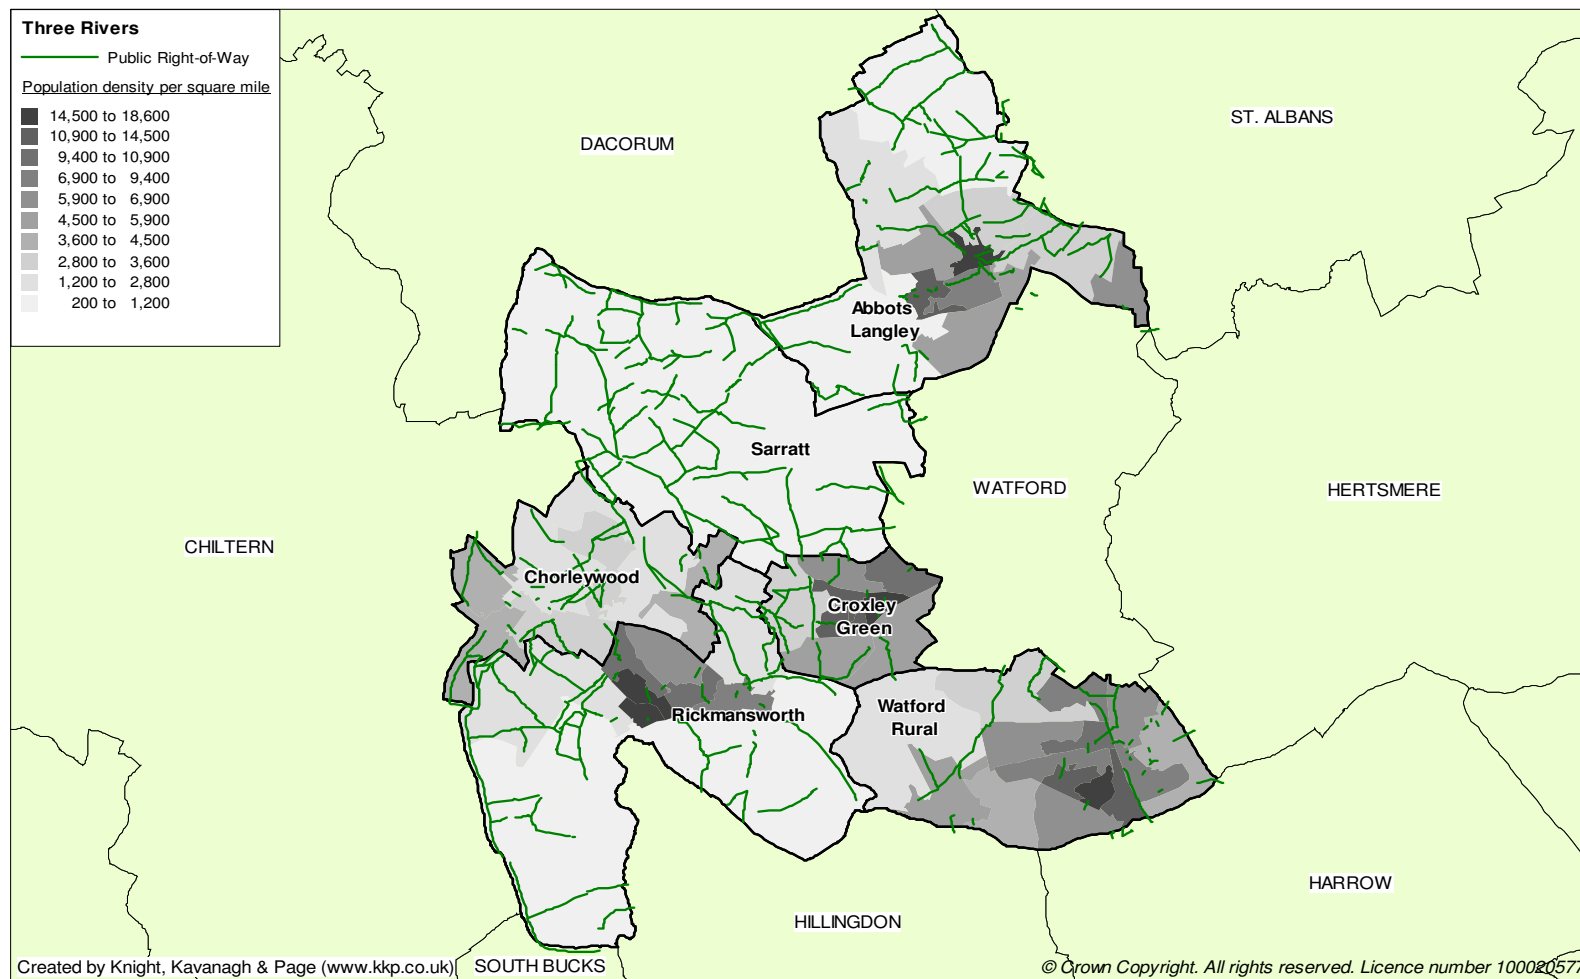 Three Rivers
Public Right-of-Way
Population density per square mile
14,500 to 18,600
10,900 to 14,500
9,400 to 10,900
6,900 to 9,400
5,900 to 6,900
4,500 to 5,900
3,600 to 4,500
2,800 to 3,600
1,200 to 2,800
200 to 1,200
ST. ALBANS
DACORUM
Abbots
Langley
Sarratt
WATFORD
HERTSMERE
CHILTERN
Chorleywood
Croxley
Green
Watford
Rural
Rickmansworth
HARROW
HILLINGDON
SOUTH BUCKS
Created by Knight, Kavanagh & Page (www.kkp.co.uk)
© Crown Copyright. All rights reserved. Licence number 100020577